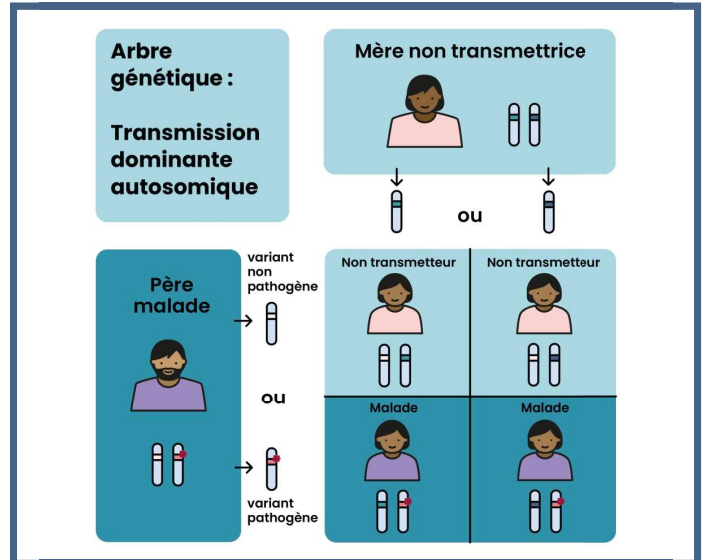 Arbre
génétique :
Transmission
dominante
autosomique
Mère non transmettrice
ou
Père
malade
variant
non
pathogène
ou
variant
pathogène
Non transmetteur
Non transmetteur
Malade
Malade